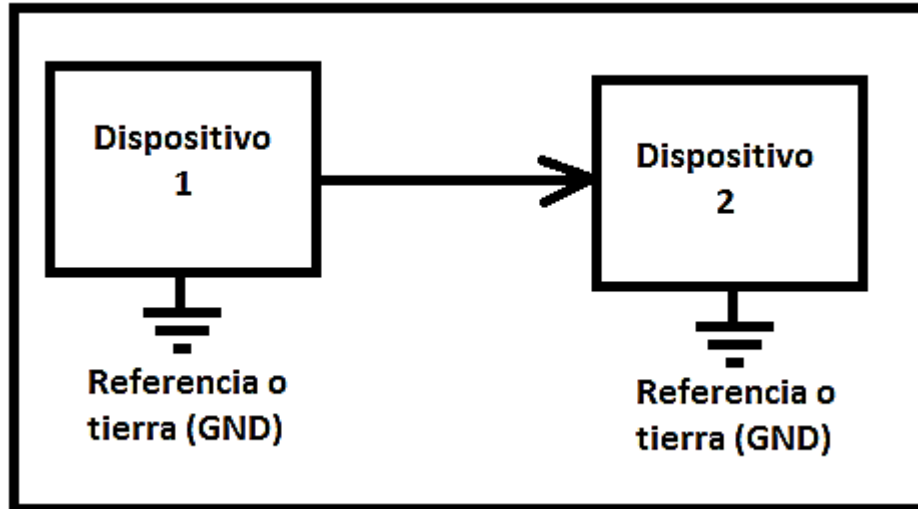 Dispositivo
1
Referencia o
tierra (GND)
Dispositivo
2
Referencia o
tierra (GND)